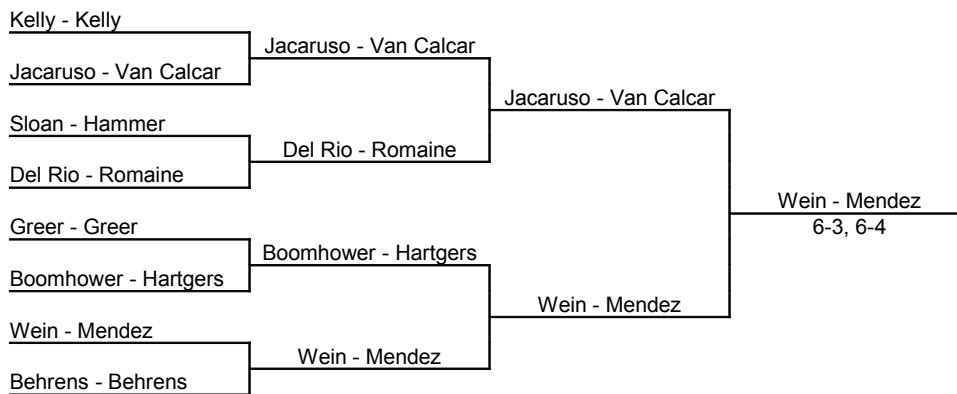 Kelly - Kelly
Jacaruso - Van Calcar
Jacaruso - Van Calcar
Jacaruso - Van Calcar
Sloan - Hammer
Del Rio - Romaine
Del Rio - Romaine
Wein - Mendez
6-3, 6-4
Greer - Greer
Boomhower - Hartgers
Boomhower - Hartgers
Wein - Mendez
Wein - Mendez
Wein - Mendez
Behrens - Behrens